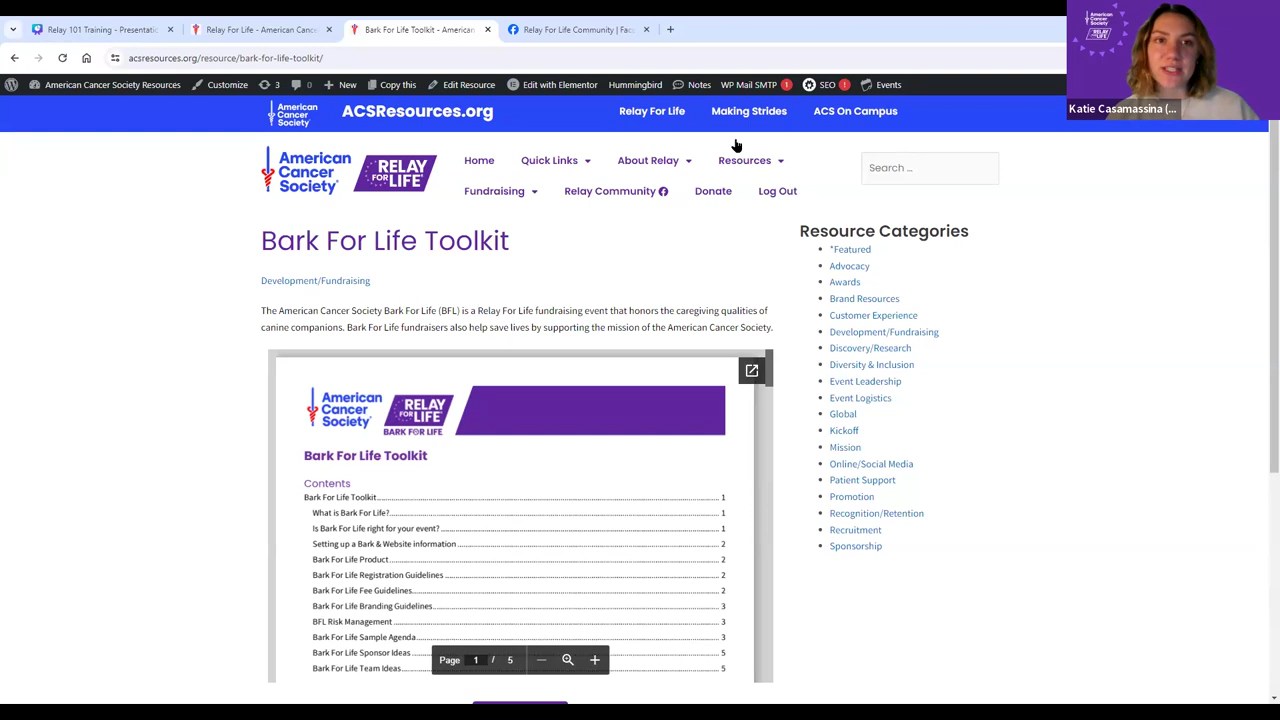 Relay 101 Training - Presentatic
Relay For Life - American Cance
Bark For Life Toolkit - American
Relay For Life Community | Fac
acsresources.org/resource/bark-for-life-toolkit/
American Cancer Society Resources
Customize
3
New
Copy this
Edit Resource
Edit with Elementor
Hummingbird
Notes
WP Mail SMTP 1
SEO !
Events
American Cancer Society
RELAY FOR LIFE
Katie Casamassina (...
American Cancer Society
ACSResources.org
Relay For Life
Making Strides
ACS On Campus
American Cancer Society
RELAY FOR LIFE
Home
Quick Links
About Relay
Resources
Search ...
Fundraising
Relay Community
Donate
Log Out
Bark For Life Toolkit
Development/Fundraising
The American Cancer Society Bark For Life (BFL) is a Relay For Life fundraising event that honors the caregiving qualities of
canine companions. Bark For Life fundraisers also help save lives by supporting the mission of the American Cancer Society.
American Cancer Society
RELAY FOR LIFE
BARK FOR LIFE
Bark For Life Toolkit
Contents
Bark For Life Toolkit 1
What is Bark For Life? 1
Is Bark For Life right for your event? 1
Setting up a Bark & Website information 2
Bark For Life Product 2
Bark For Life Registration Guidelines 2
Bark For Life Fee Guidelines 2
Bark For Life Branding Guidelines 3
BFL Risk Management 3
Bark For Life Sample Agenda 3
Bark For Life Sponsor Ideas 5
Bark For Life Team Ideas 5
Page 1 / 5
Resource Categories
*Featured
Advocacy
Awards
Brand Resources
Customer Experience
Development/Fundraising
Discovery/Research
Diversity & Inclusion
Event Leadership
Event Logistics
Global
Kickoff
Mission
Online/Social Media
Patient Support
Promotion
Recognition/Retention
Recruitment
Sponsorship